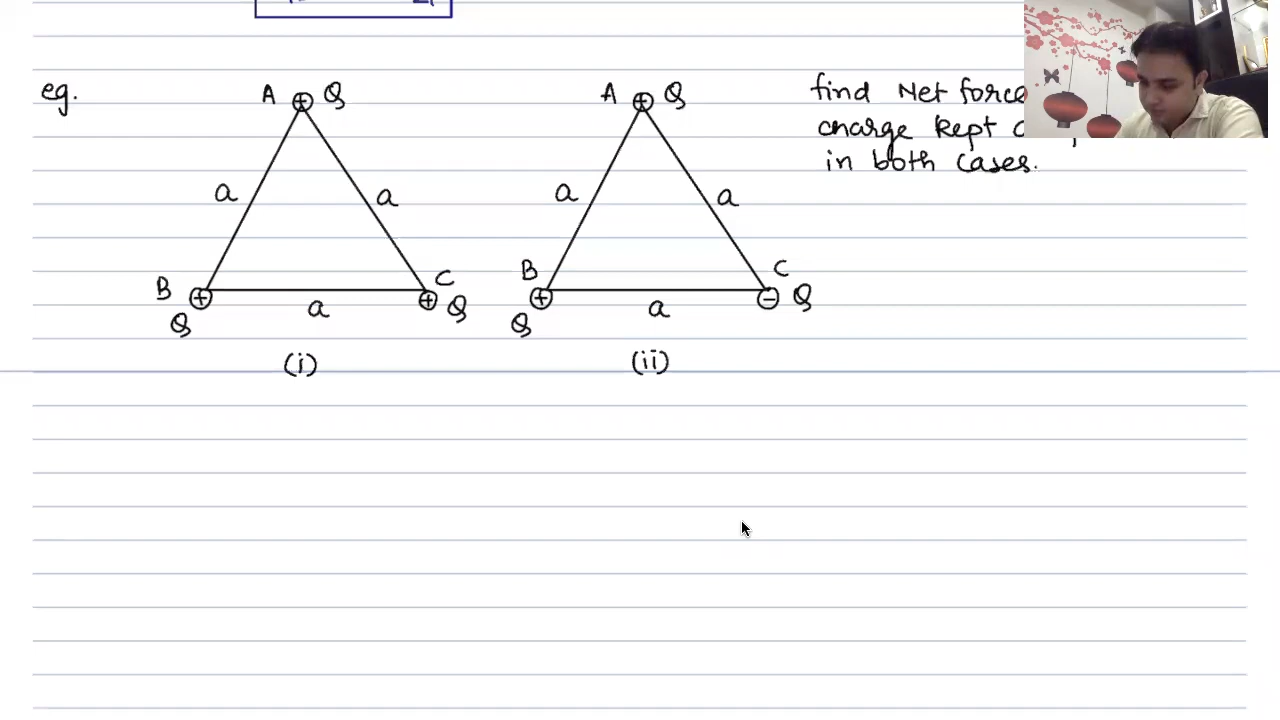 eg.
A + Q
a
a
B + Q
a
C + Q
(i)
A + Q
a
a
B + Q
a
C − Q
(ii)
find Net force
charge kept
in both cases.